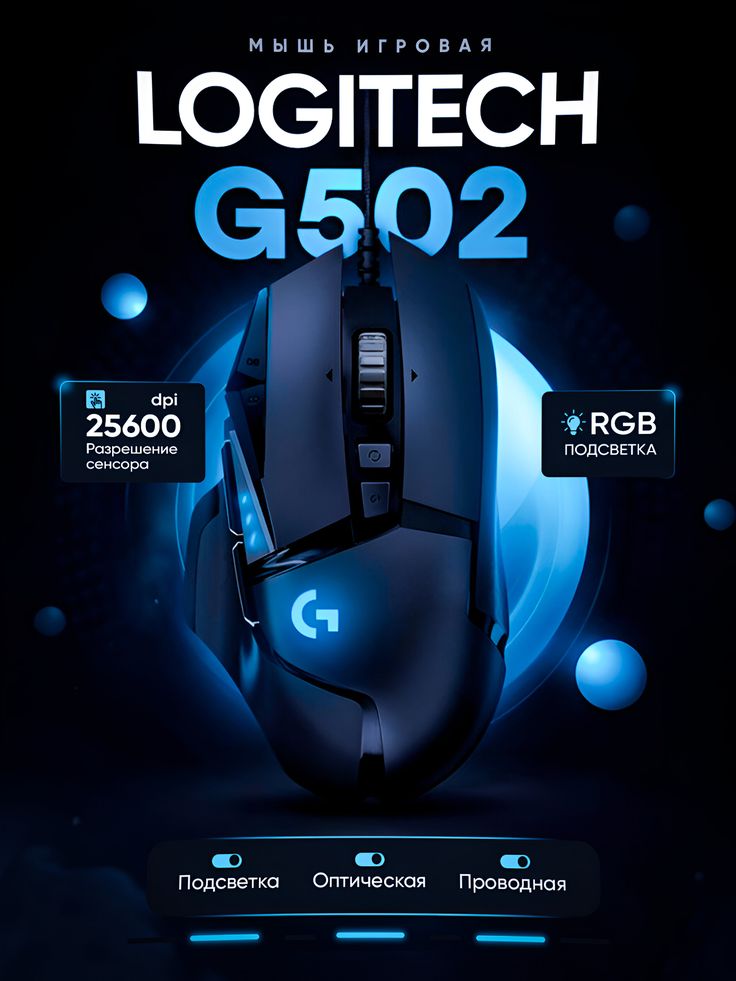 МЫШЬ ИГРОВАЯ
LOGITECH
G502
dpi
25600
Разрешение
сенсора
RGB
ПОДСВЕТКА
G
Подсветка
Оптическая
Проводная